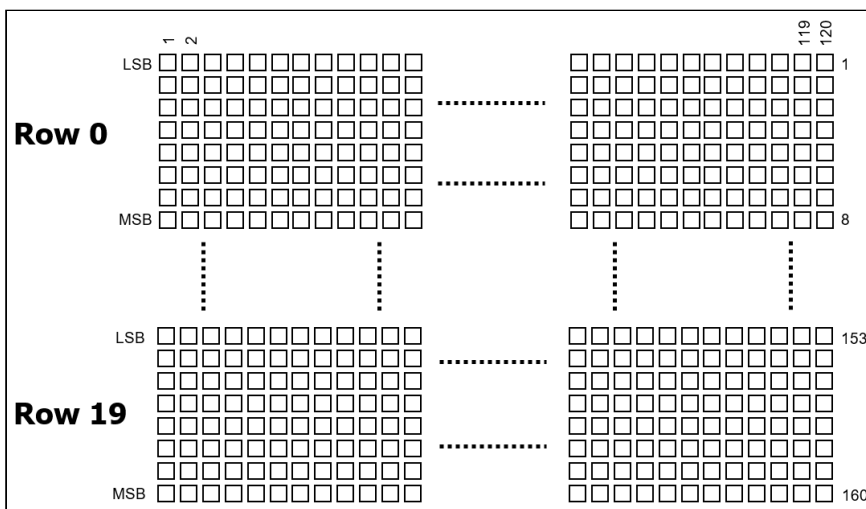 1 2 119 120
LSB 1
Row 0
MSB 8
LSB 153
Row 19
MSB 160